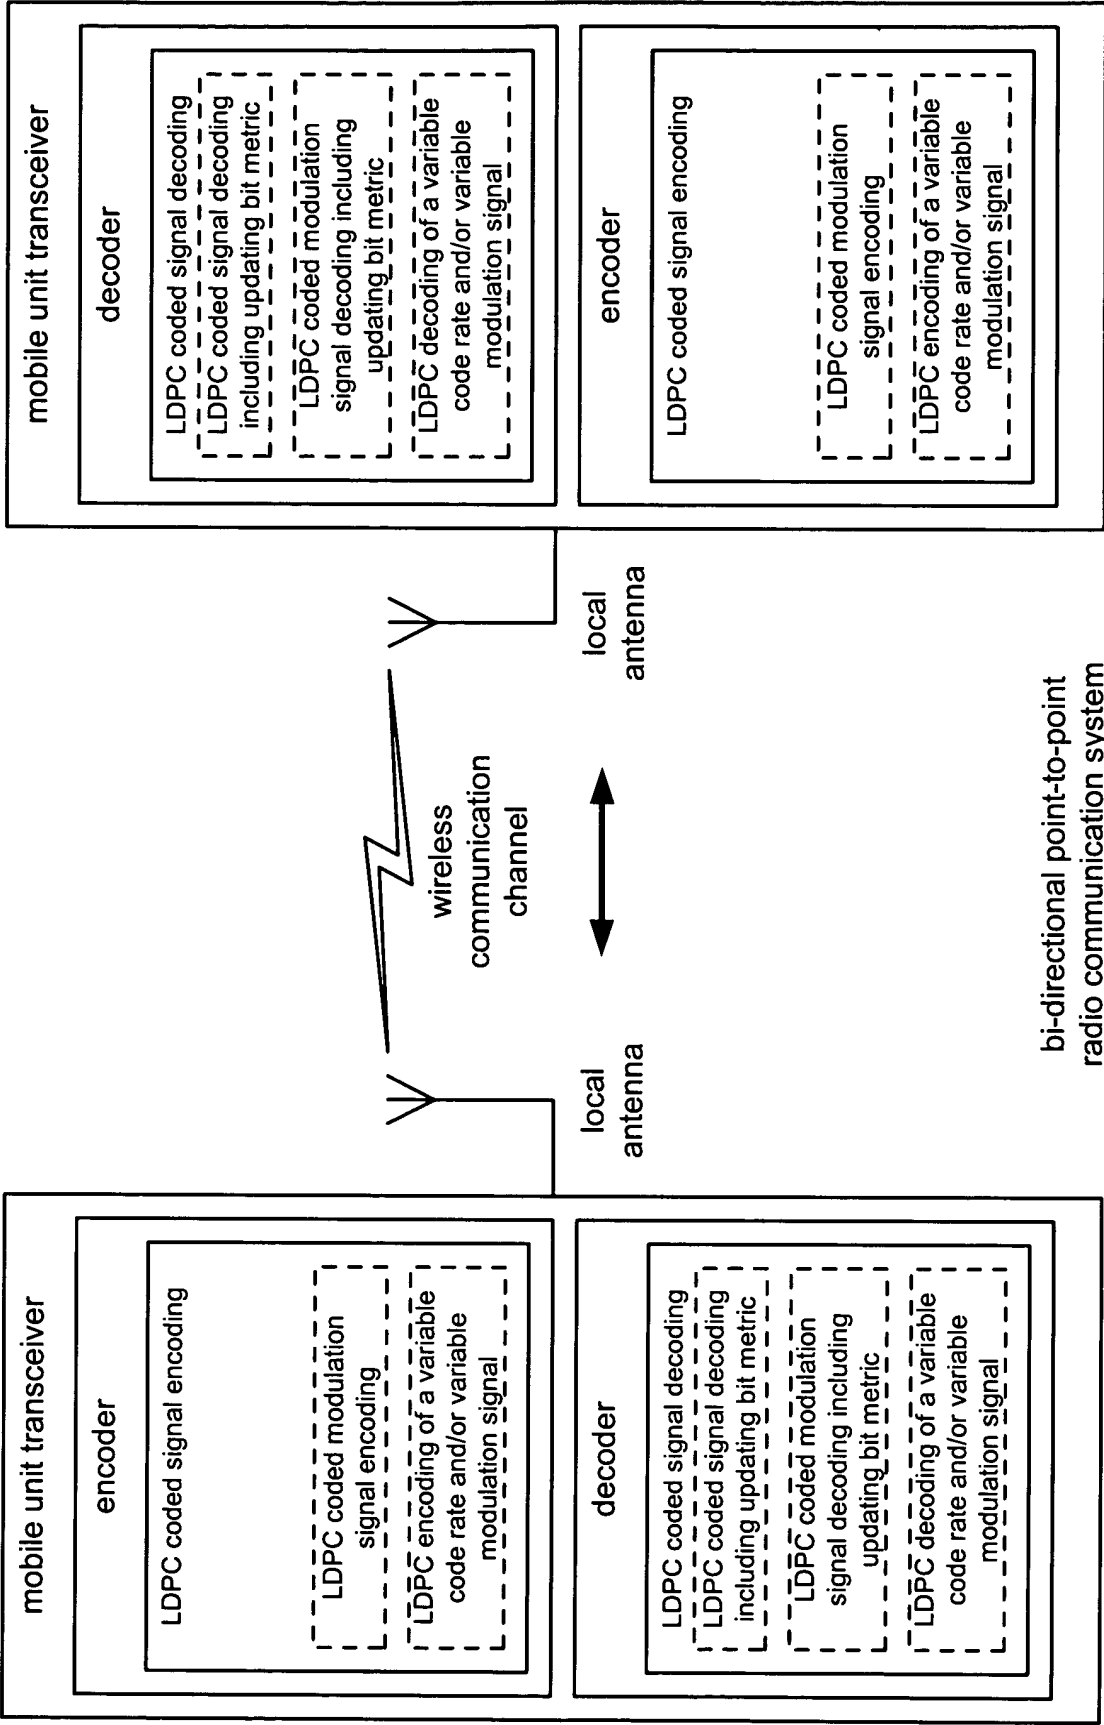 mobile unit transceiver
encoder
LDPC coded signal encoding
LDPC coded modulation
signal encoding
LDPC encoding of a variable
code rate and/or variable
modulation signal
decoder
LDPC coded signal decoding
LDPC coded signal decoding
including updating bit metric
LDPC coded modulation
signal decoding including
updating bit metric
LDPC decoding of a variable
code rate and/or variable
modulation signal
local
antenna
wireless
communication
channel
local
antenna
bi-directional point-to-point
radio communication system
mobile unit transceiver
decoder
LDPC coded signal decoding
LDPC coded signal decoding
including updating bit metric
LDPC coded modulation
signal decoding including
updating bit metric
LDPC decoding of a variable
code rate and/or variable
modulation signal
encoder
LDPC coded signal encoding
LDPC coded modulation
signal encoding
LDPC encoding of a variable
code rate and/or variable
modulation signal